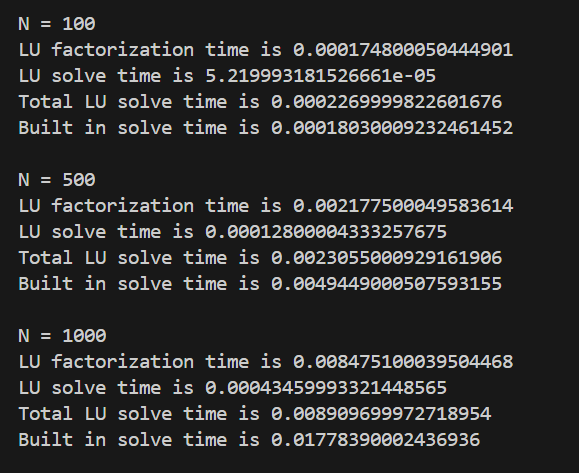 N = 100
LU factorization time is 0.000174800050444901
LU solve time is 5.219993181526661e-05
Total LU solve time is 0.0002269999822601676
Built in solve time is 0.00018030009232461452
N = 500
LU factorization time is 0.002177500049583614
LU solve time is 0.00012800004333257675
Total LU solve time is 0.0023055000929161906
Built in solve time is 0.0049449000507593155
N = 1000
LU factorization time is 0.008475100039504468
LU solve time is 0.00043459993321448565
Total LU solve time is 0.008909699972718954
Built in solve time is 0.01778390002436936